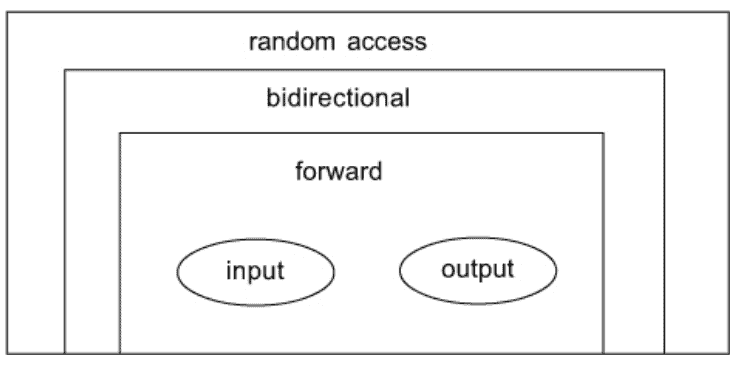 random access
bidirectional
forward
input
output